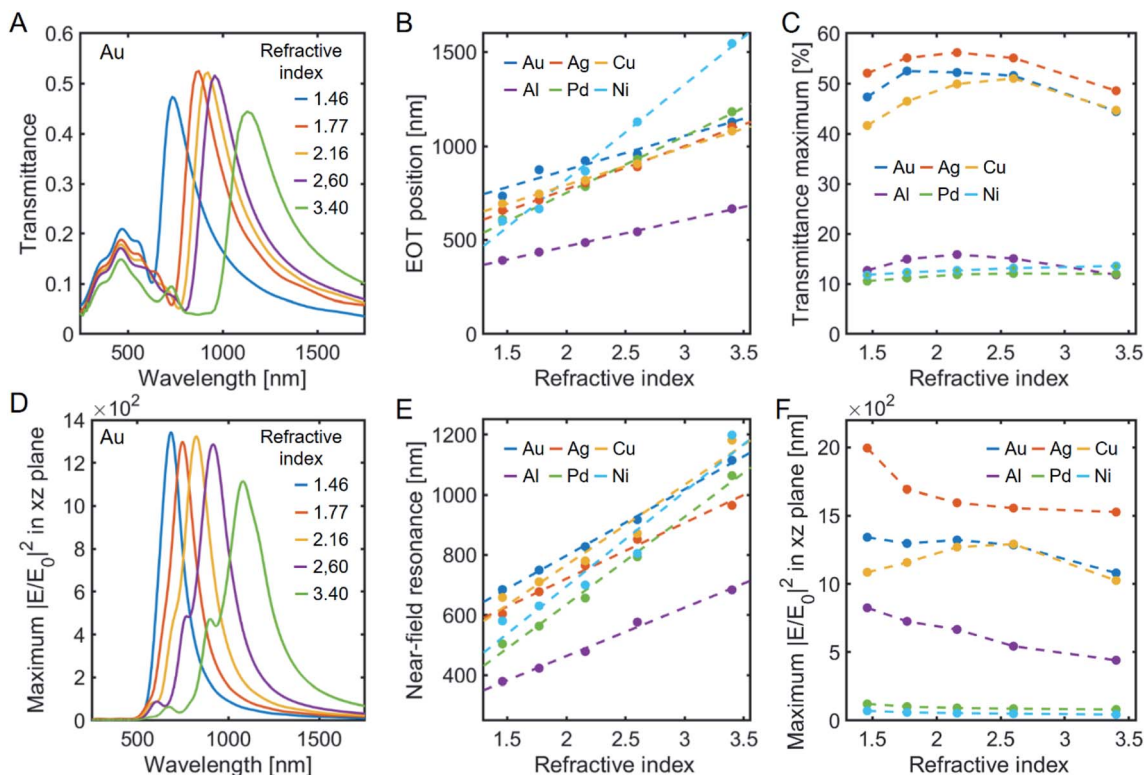 A
Au
Refractive
index
1.46
1.77
2.16
2,60
3.40
Transmittance
0.6
0.5
0.4
0.3
0.2
0.1
0
500
1000
1500
Wavelength [nm]
B
Au Ag Cu
Al Pd Ni
EOT position [nm]
1500
1000
500
0
1.5
2
2.5
3
3.5
Refractive index
C
Transmittance maximum [%]
60
50
40
30
20
10
0
Au Ag Cu
Al Pd Ni
1.5
2
2.5
3
3.5
Refractive index
D
×10²
Au
Refractive
index
1.46
1.77
2.16
2,60
3.40
Maximum |E/E₀|² in xz plane
14
12
10
8
6
4
2
0
500
1000
1500
Wavelength [nm]
E
Au Ag Cu
Al Pd Ni
Near-field resonance [nm]
1200
1000
800
600
400
1.5
2
2.5
3
3.5
Refractive index
F
×10²
Au Ag Cu
Al Pd Ni
Maximum |E/E₀|² in xz plane [nm]
20
15
10
5
0
1.5
2
2.5
3
3.5
Refractive index